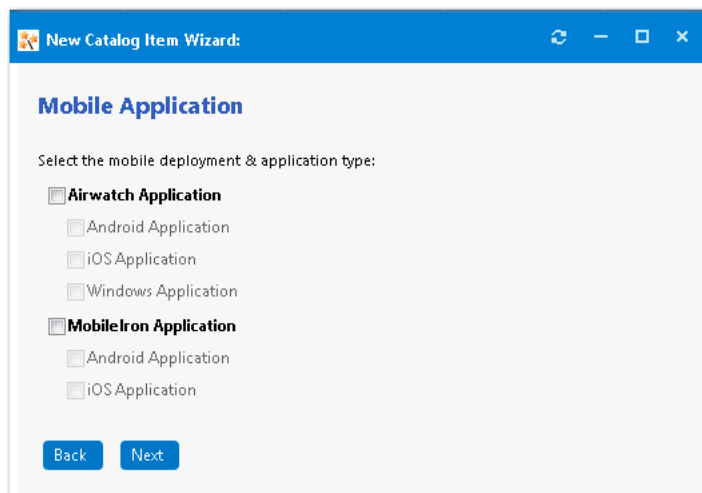 New Catalog Item Wizard:
Mobile Application
Select the mobile deployment & application type:
Airwatch Application
Android Application
iOS Application
Windows Application
MobileIron Application
Android Application
iOS Application
Back Next